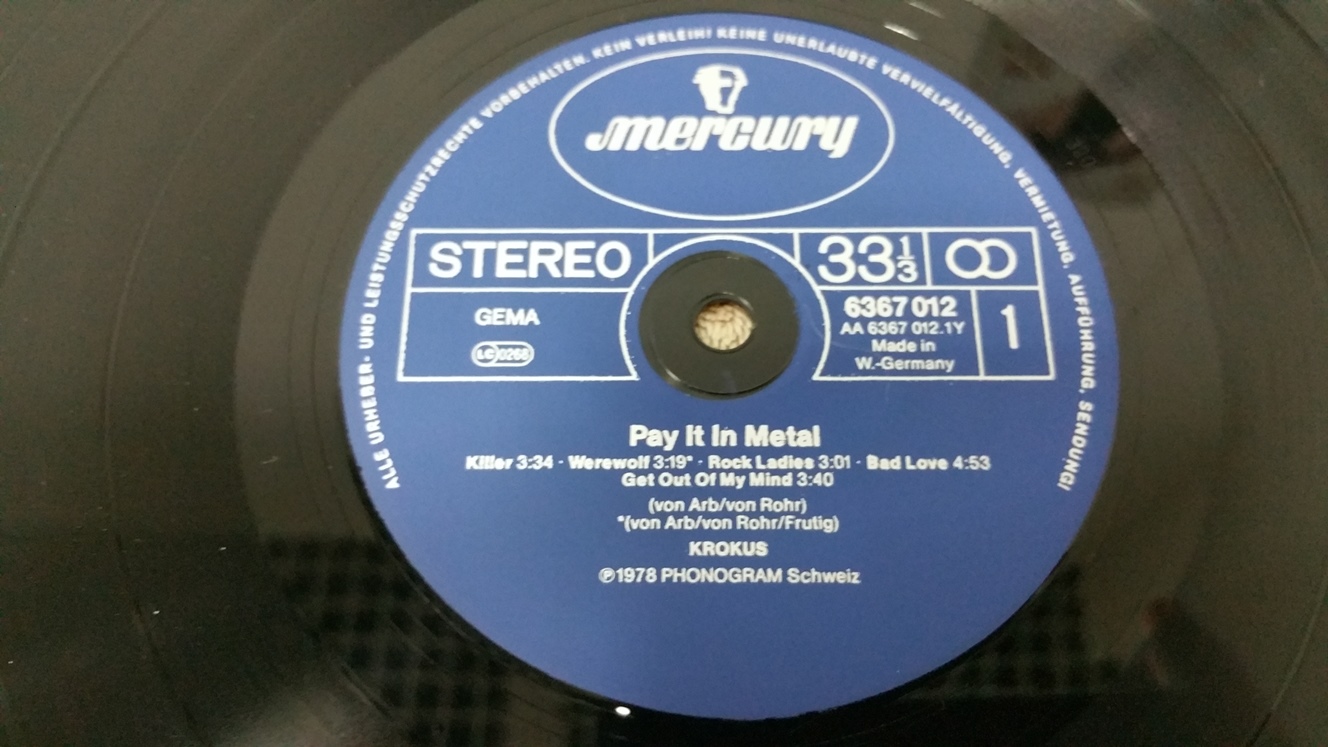 ALLE URHEBER- UND LEISTUNGSSCHUTZRECHTE VORBEHALTEN. KEIN VERLEIH! KEINE UNERLAUBTE VERVIELFÄLTIGUNG, VERMIETUNG, AUFFÜHRUNG, SENDUNG!
mercury
STEREO
33 1/3
GEMA
LC 0268
6367 012
AA 6367 012.1Y
Made in
W.-Germany
1
Pay It In Metal
Killer 3:34 · Werewolf 3:19* · Rock Ladies 3:01 · Bad Love 4:53
Get Out Of My Mind 3:40
(von Arb/von Rohr)
*(von Arb/von Rohr/Frutig)
KROKUS
℗1978 PHONOGRAM Schweiz